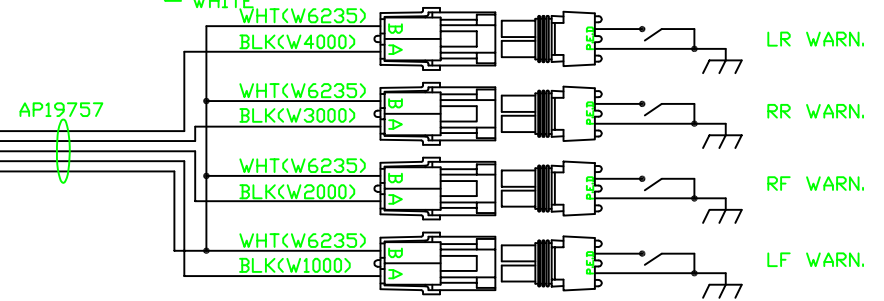 WHITE
WHT(W6235)
BLK(W4000)
B
A
P.E.D
LR WARN.
WHT(W6235)
BLK(W3000)
B
A
P.E.D
RR WARN.
AP19757
WHT(W6235)
BLK(W2000)
B
A
P.E.D
RF WARN.
WHT(W6235)
BLK(W1000)
B
A
P.E.D
LF WARN.